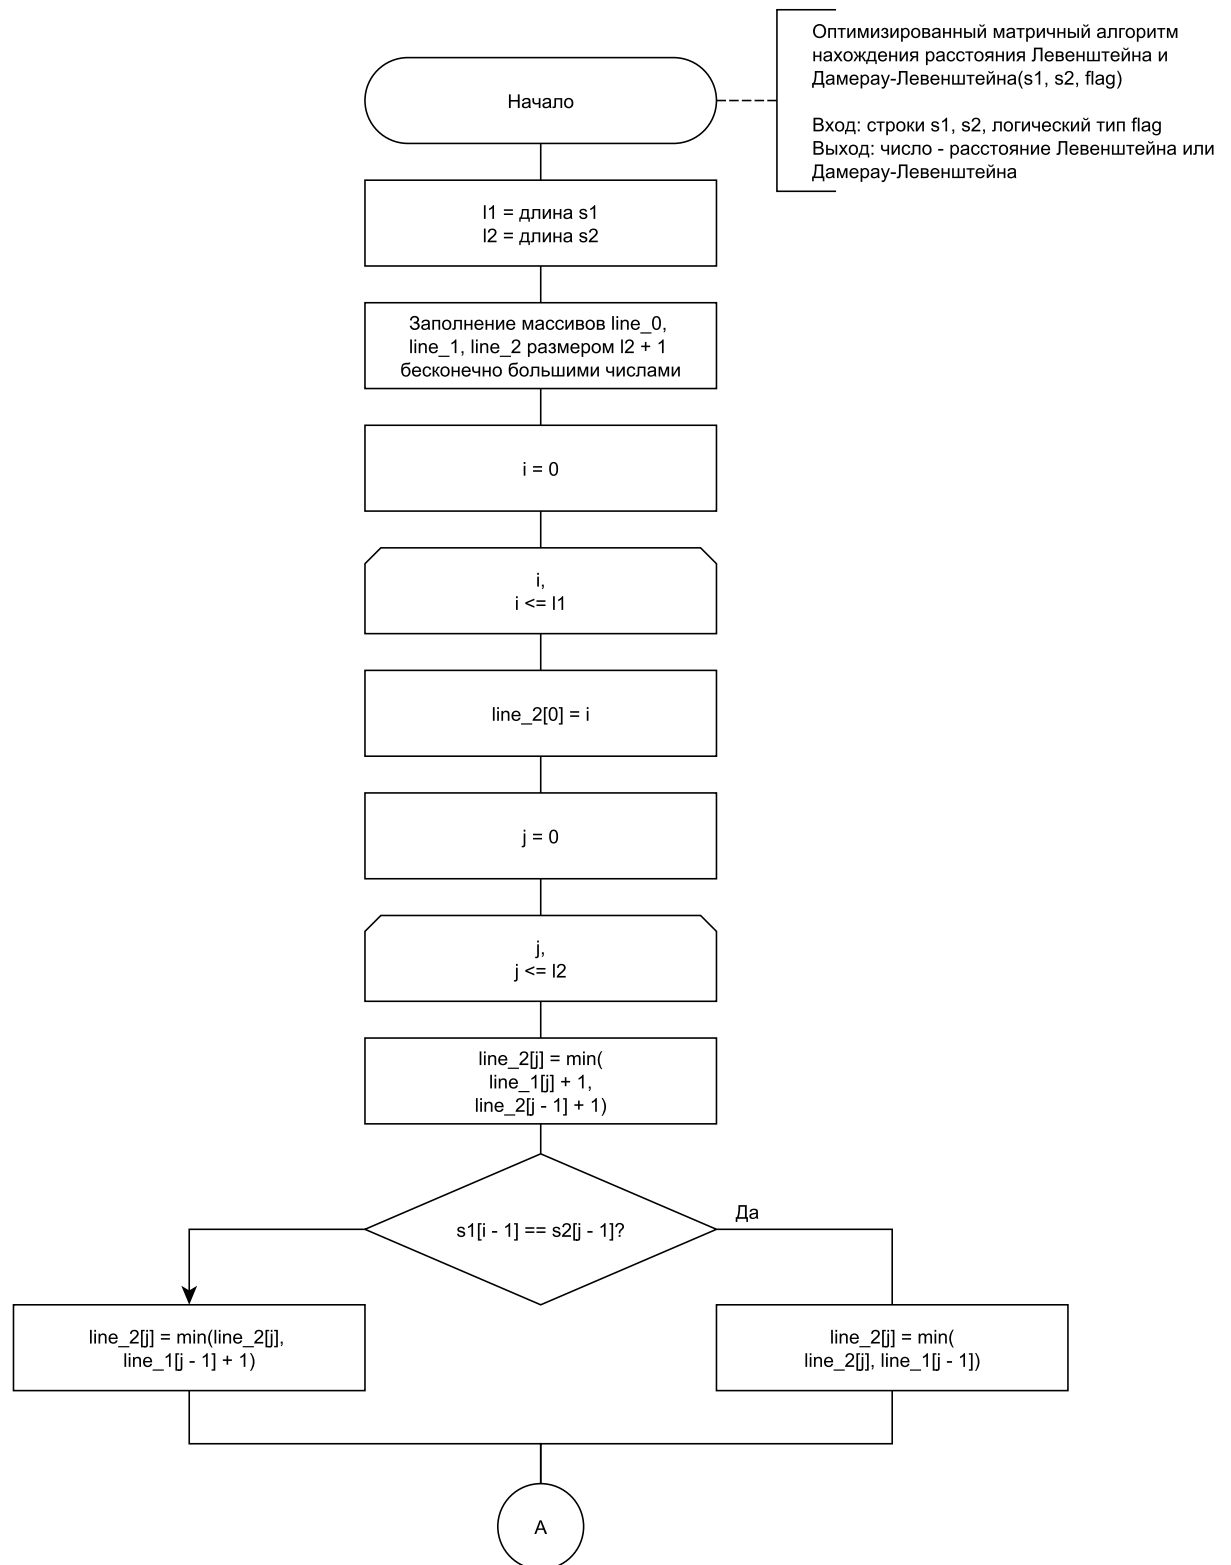 Оптимизированный матричный алгоритм
нахождения расстояния Левенштейна и
Дамерау-Левенштейна(s1, s2, flag)
Вход: строки s1, s2, логический тип flag
Выход: число - расстояние Левенштейна или
Дамерау-Левенштейна
Начало
l1 = длина s1
l2 = длина s2
Заполнение массивов line_0,
line_1, line_2 размером l2 + 1
бесконечно большими числами
i = 0
i,
i <= l1
line_2[0] = i
j = 0
j,
j <= l2
line_2[j] = min(
line_1[j] + 1,
line_2[j - 1] + 1)
s1[i - 1] == s2[j - 1]?
Да
line_2[j] = min(line_2[j],
line_1[j - 1] + 1)
line_2[j] = min(
line_2[j], line_1[j - 1])
A